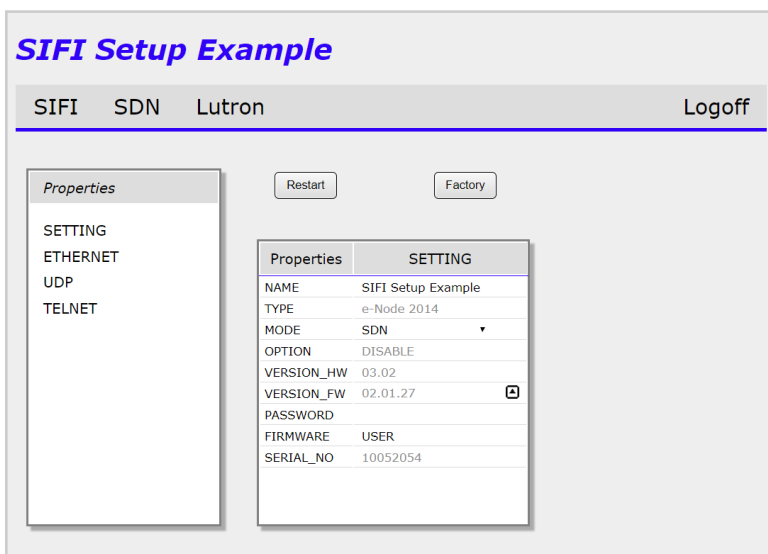 SIFI Setup Example
SIFI SDN Lutron Logoff
Properties
SETTING
ETHERNET
UDP
TELNET
Restart Factory
Properties SETTING
NAME SIFI Setup Example
TYPE e-Node 2014
MODE SDN
OPTION DISABLE
VERSION_HW 03.02
VERSION_FW 02.01.27
PASSWORD
FIRMWARE USER
SERIAL_NO 10052054